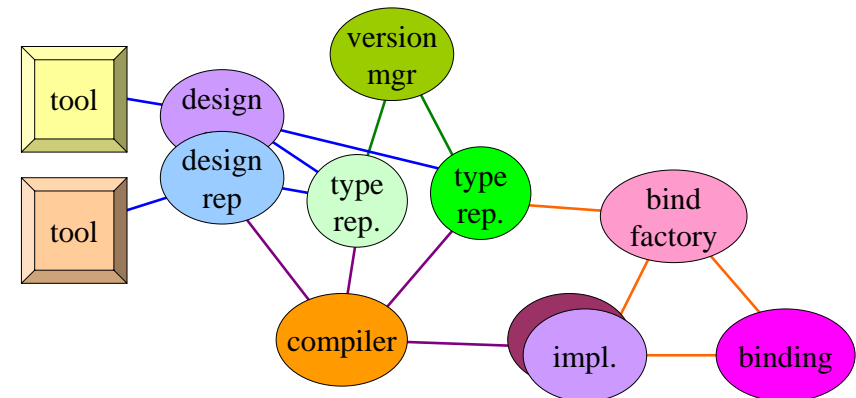 version
mgr
tool
design
design
rep
type
rep.
type
rep.
tool
bind
factory
compiler
impl.
binding